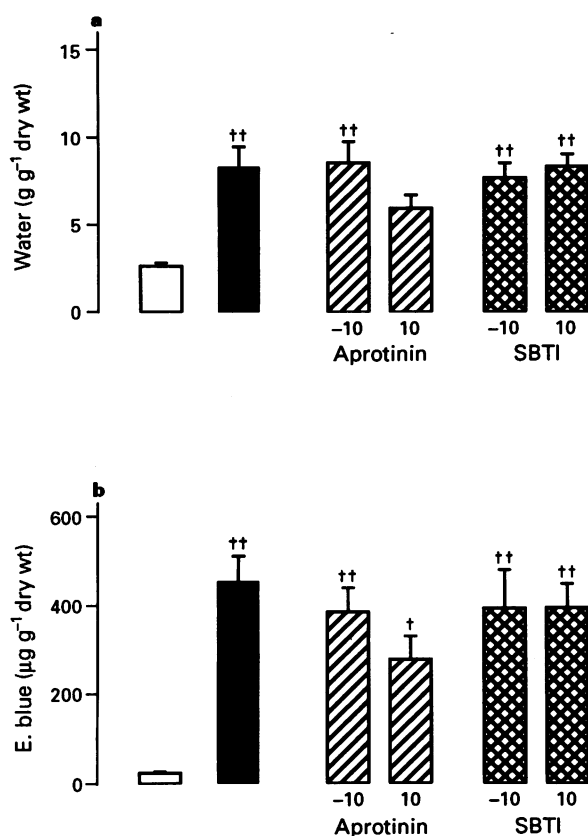 a
15
10
5
0
Water (g g⁻¹ dry wt)
††
††
††
††
–10 10 –10 10
Aprotinin SBTI
b
600
400
200
0
E. blue (µg g⁻¹ dry wt)
††
††
†
††
††
–10 10 –10 10
Aprotinin SBTI